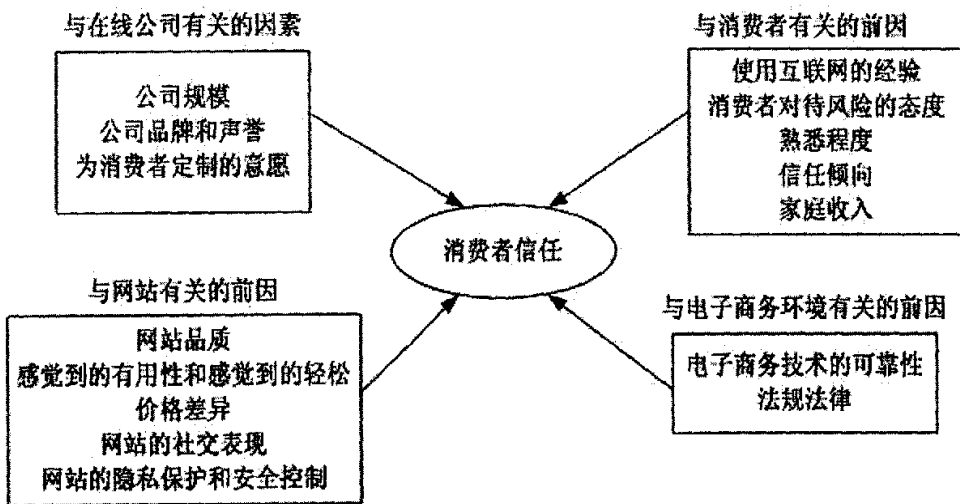 与在线公司有关的因素
公司规模
公司品牌和声誉
为消费者定制的意愿
与消费者有关的前因
使用互联网的经验
消费者对待风险的态度
熟悉程度
信任倾向
家庭收入
消费者信任
与网站有关的前因
网站品质
感觉到的有用性和感觉到的轻松
价格差异
网站的社交表现
网站的隐私保护和安全控制
与电子商务环境有关的前因
电子商务技术的可靠性
法规法律